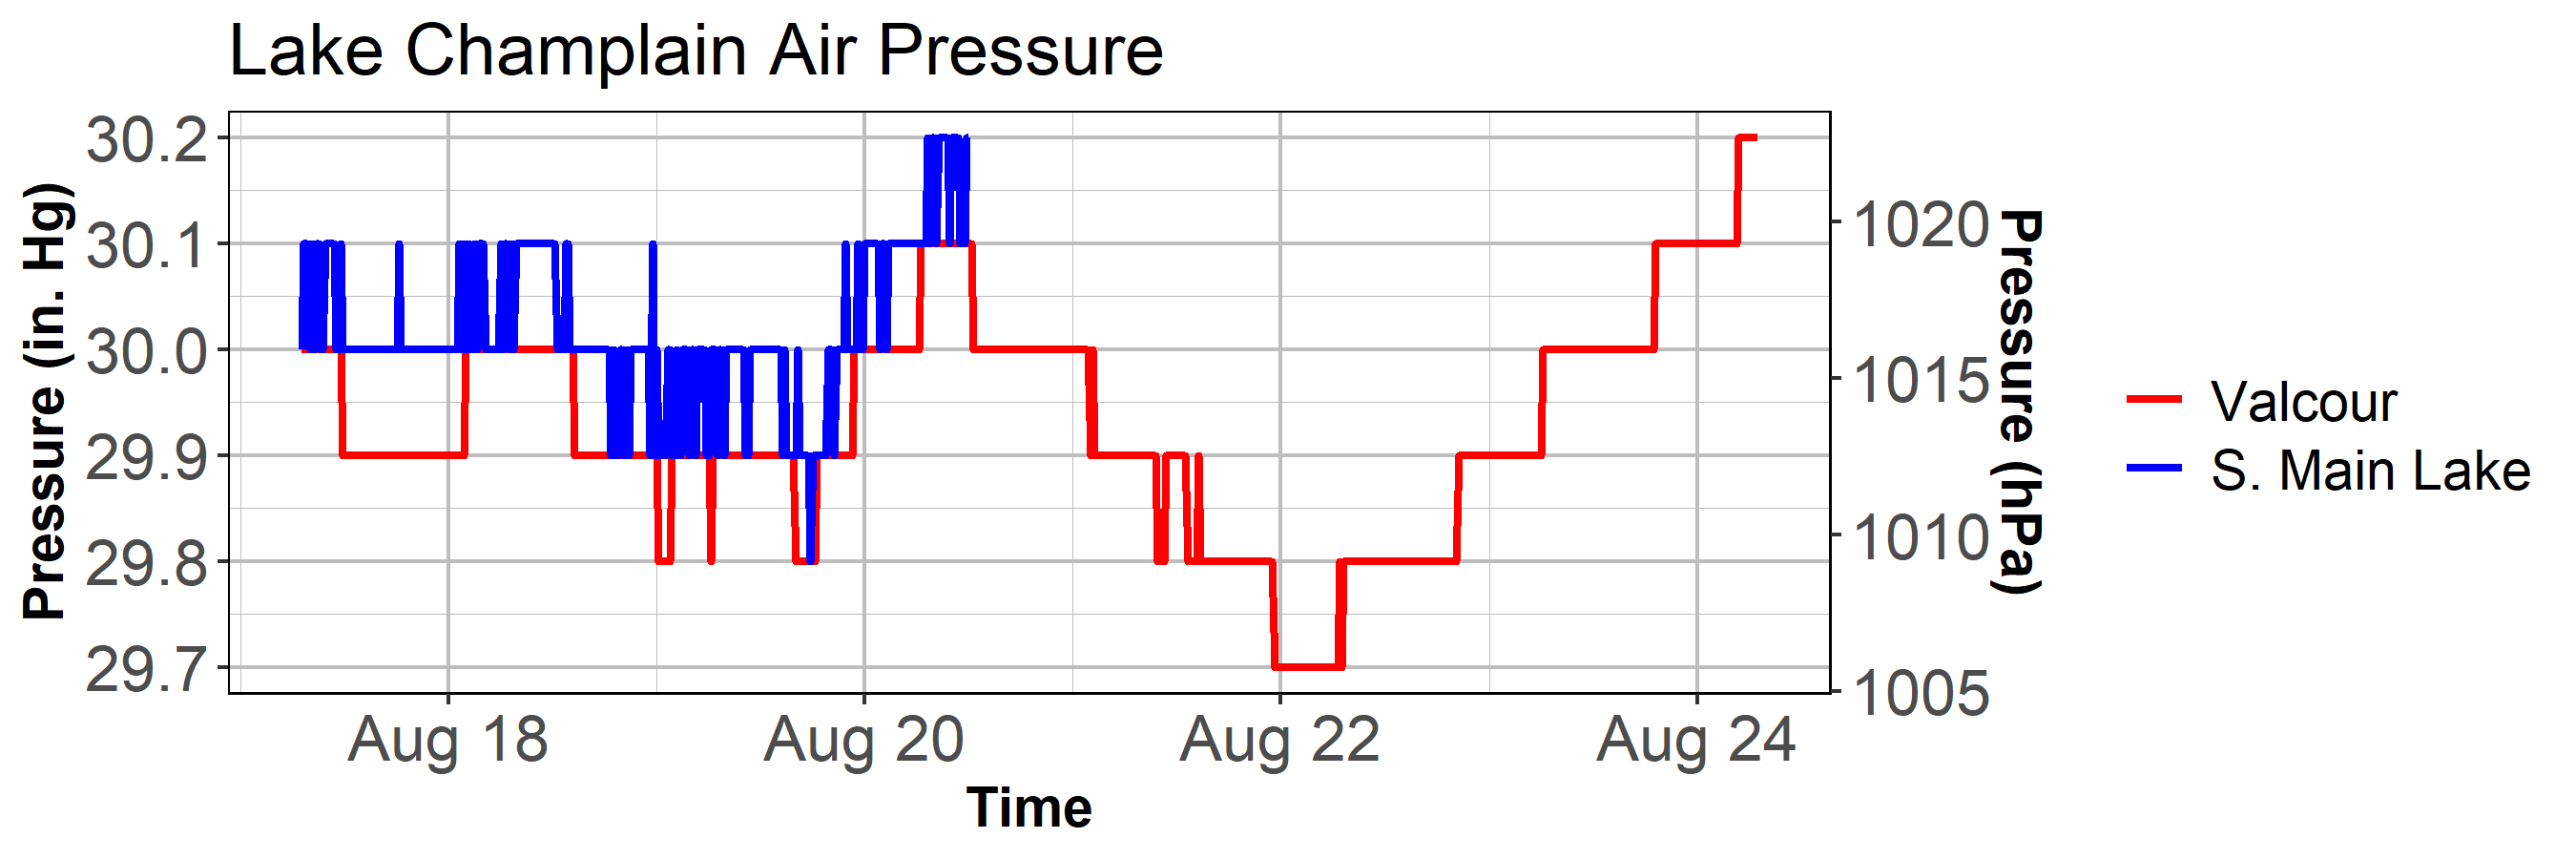 Lake Champlain Air Pressure
30.2
30.1
30.0
29.9
29.8
29.7
Pressure (in. Hg)
1020
1015
1010
1005
Pressure (hPa)
Aug 18 Aug 20 Aug 22 Aug 24
Time
Valcour
S. Main Lake